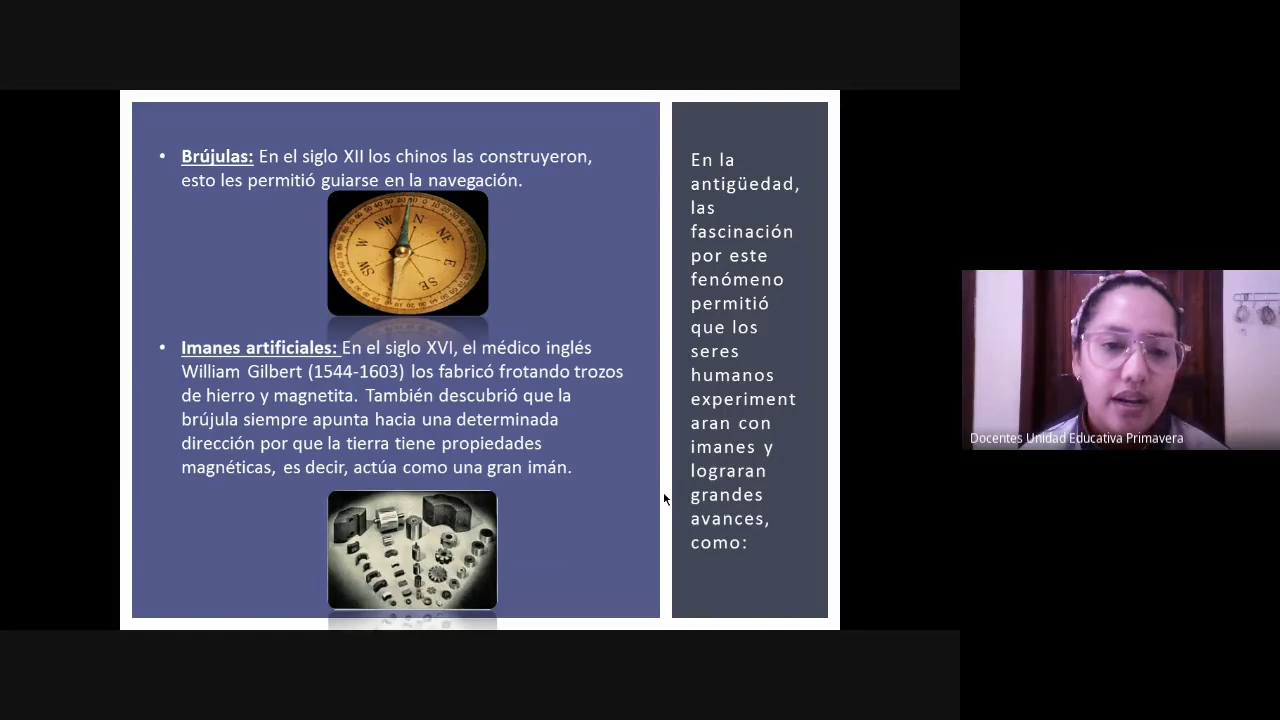 • Brújulas: En el siglo XII los chinos las construyeron,
esto les permitió guiarse en la navegación.
NW N NE
W E
SW SE
• Imanes artificiales: En el siglo XVI, el médico inglés
William Gilbert (1544-1603) los fabricó frotando trozos
de hierro y magnetita. También descubrió que la
brújula siempre apunta hacia una determinada
dirección por que la tierra tiene propiedades
magnéticas, es decir, actúa como una gran imán.
En la
antigüedad,
las
fascinación
por este
fenómeno
permitió
que los
seres
humanos
experiment
aran con
imanes y
lograran
grandes
avances,
como:
Docentes Unidad Educativa Primavera